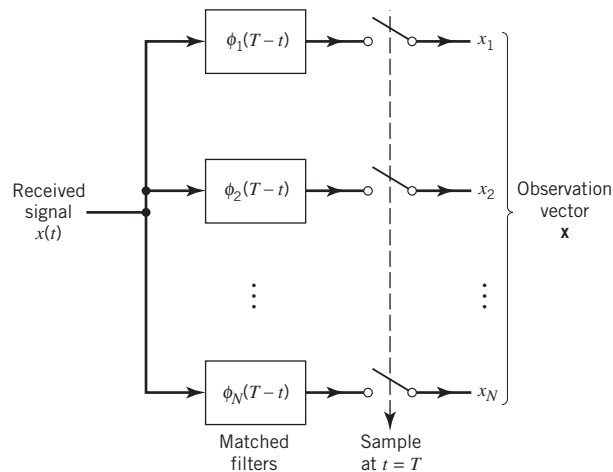 ϕ₁(T − t)
x₁
ϕ₂(T − t)
x₂
Received
signal
x(t)
Observation
vector
x
⋮
⋮
ϕN(T − t)
xN
Matched
filters
Sample
at t = T